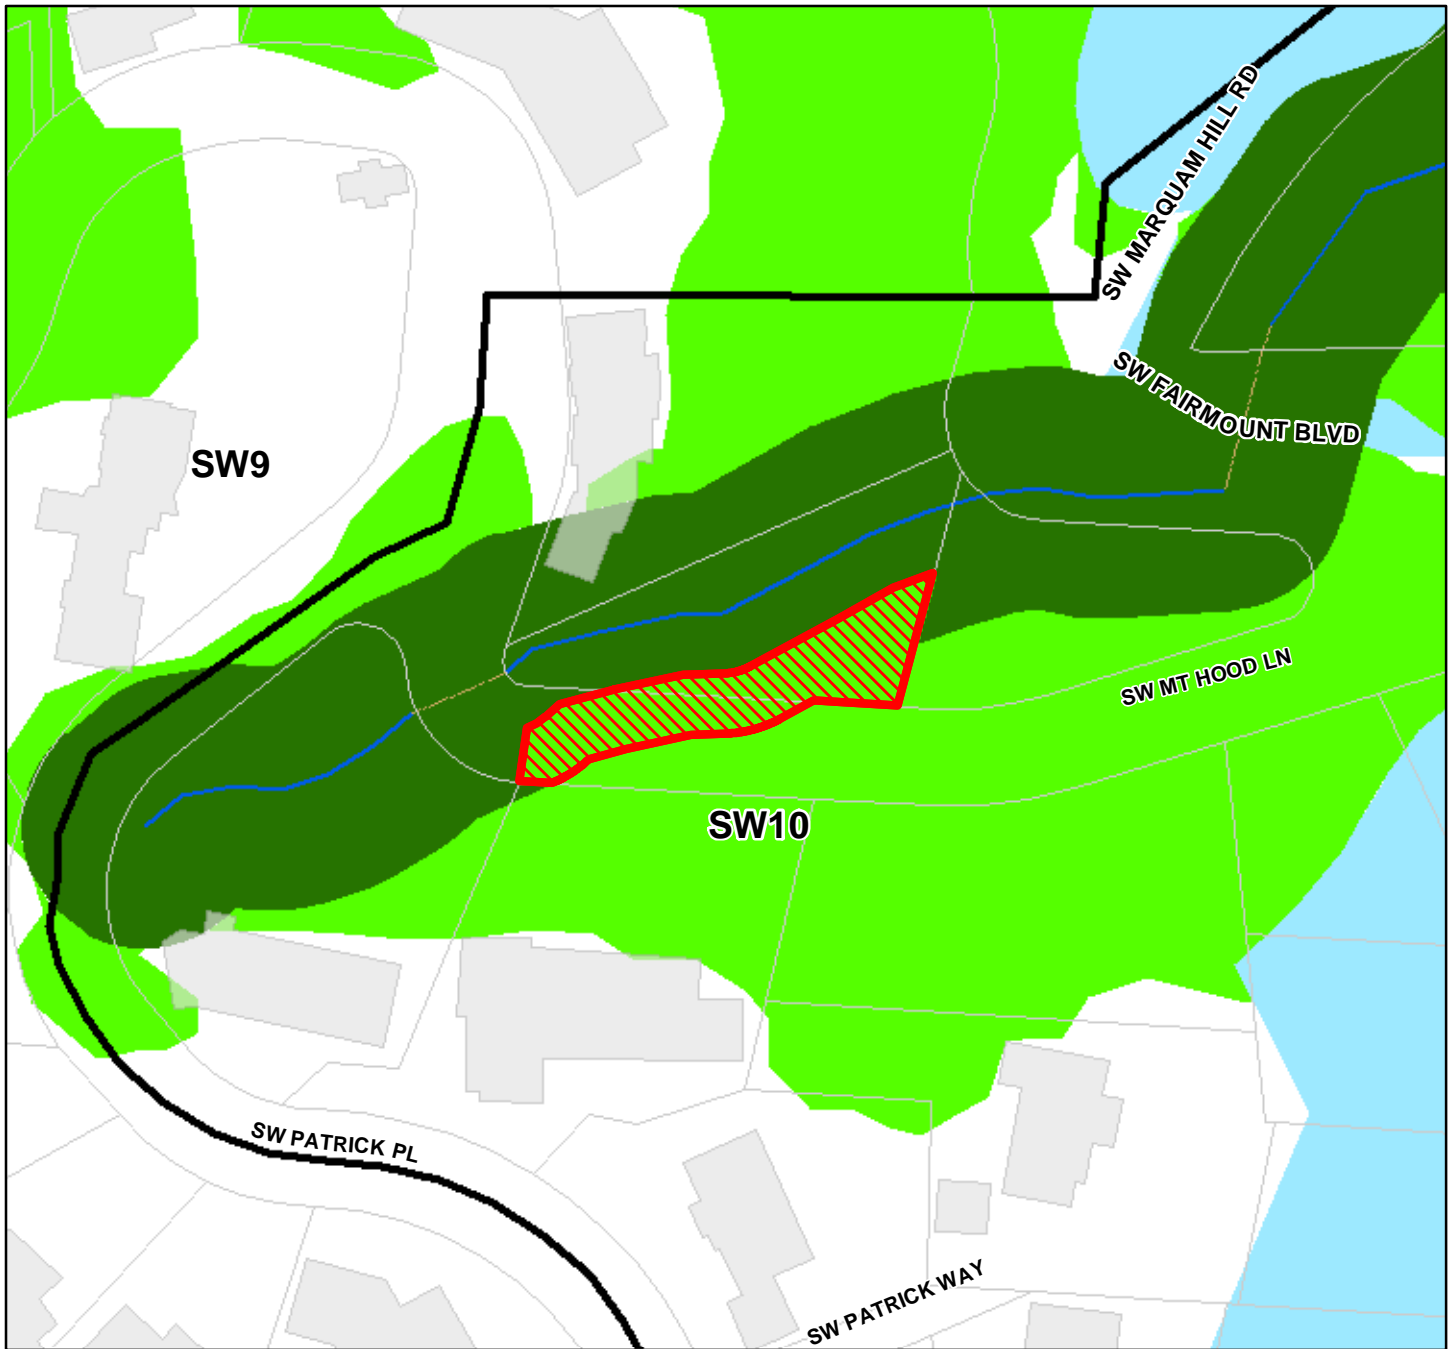 SW MARQUAM HILL RD
SW FAIRMOUNT BLVD
SW9
SW MT HOOD LN
SW10
SW PATRICK PL
SW PATRICK WAY